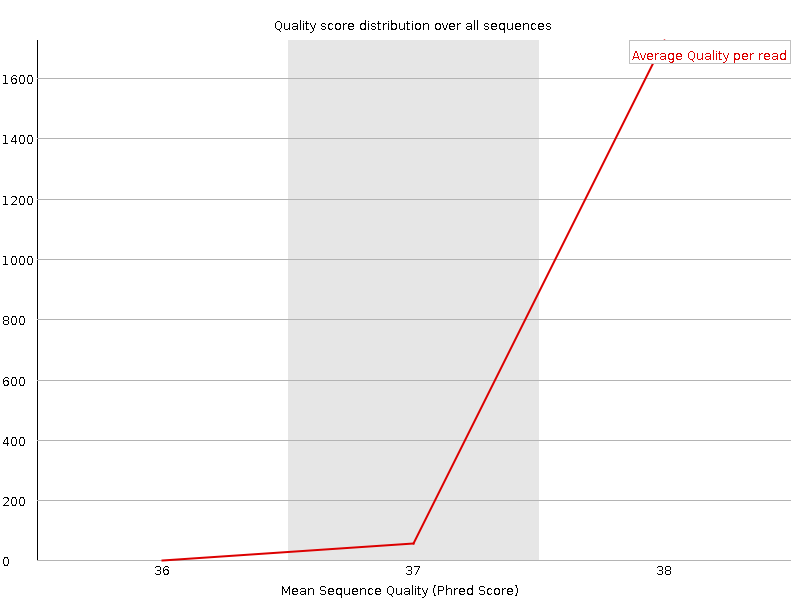 Quality score distribution over all sequences
Average Quality per read
1600
1400
1200
1000
800
600
400
200
0
36 37 38
Mean Sequence Quality (Phred Score)